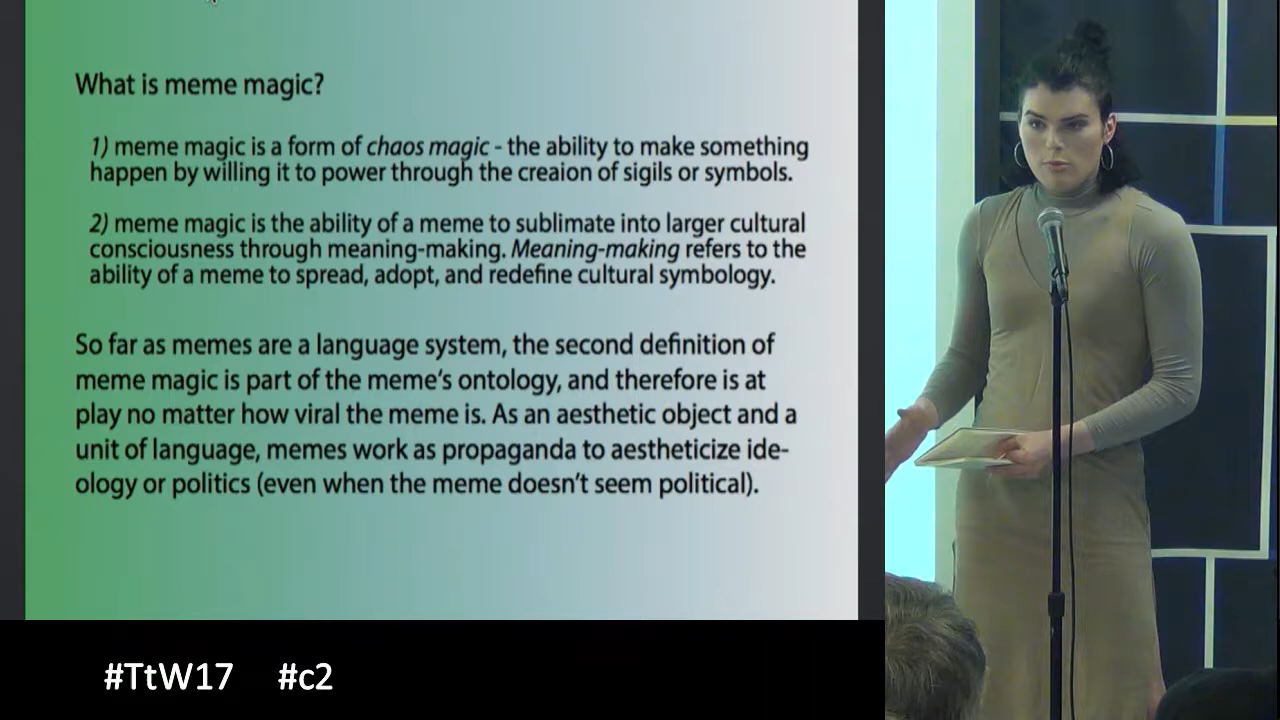 What is meme magic?
1) meme magic is a form of chaos magic - the ability to make something
happen by willing it to power through the creaion of sigils or symbols.
2) meme magic is the ability of a meme to sublimate into larger cultural
consciousness through meaning-making. Meaning-making refers to the
ability of a meme to spread, adopt, and redefine cultural symbology.
So far as memes are a language system, the second definition of
meme magic is part of the meme's ontology, and therefore is at
play no matter how viral the meme is. As an aesthetic object and a
unit of language, memes work as propaganda to aestheticize ide-
ology or politics (even when the meme doesn't seem political).
#TtW17 #c2